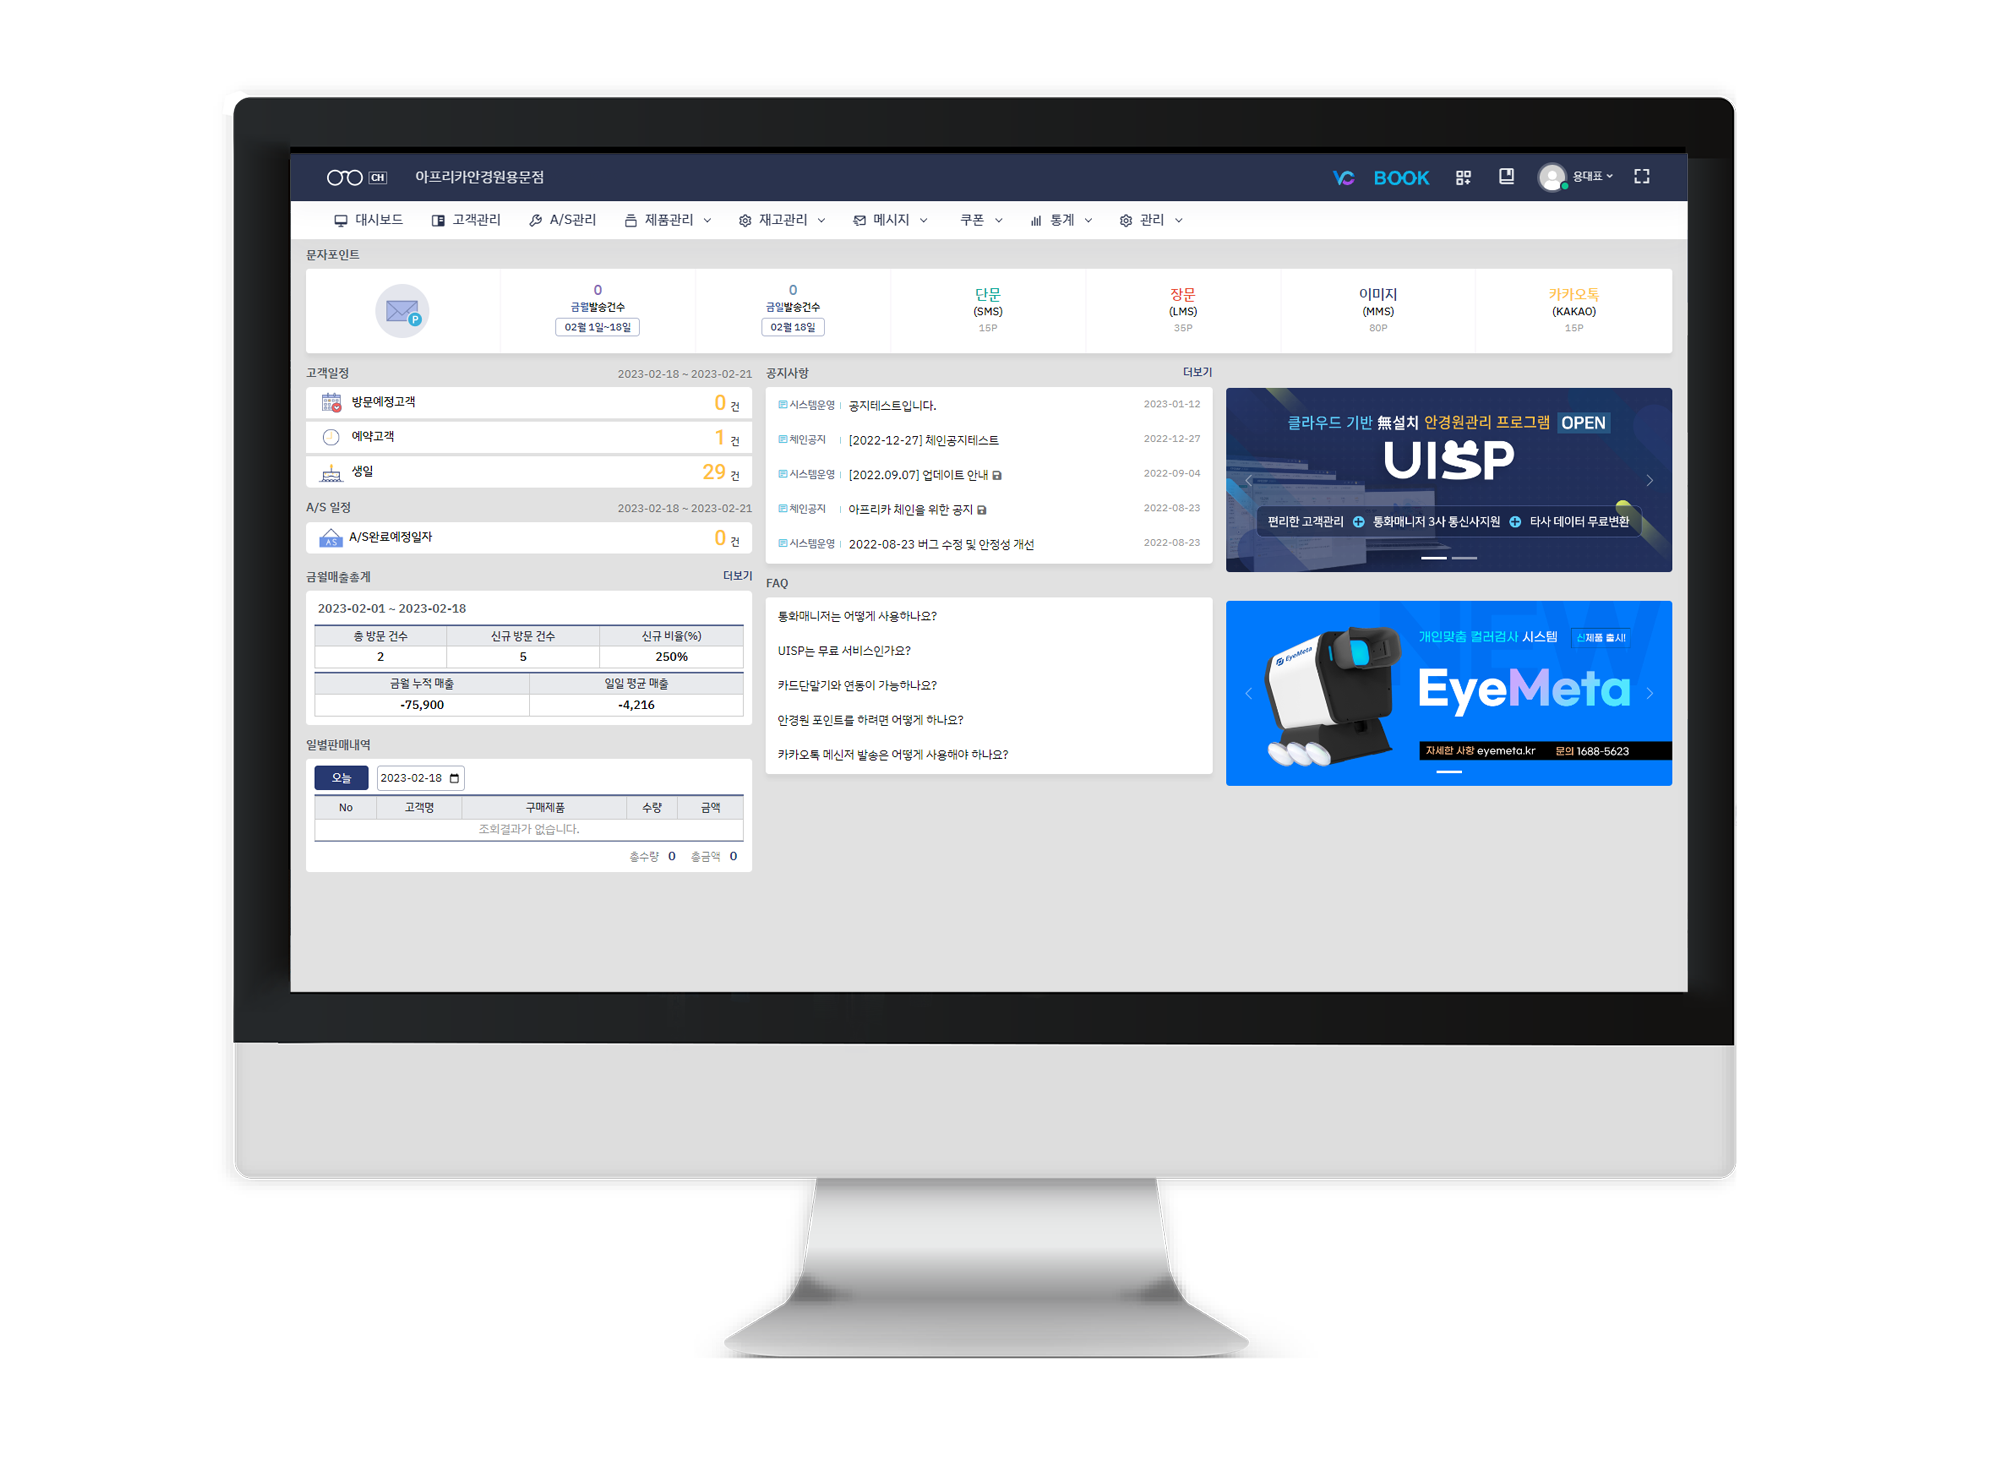 CH 아프리카안경원용문점 VC BOOK 용대표
대시보드 고객관리 A/S관리 제품관리 재고관리 메시지 쿠폰 통계 관리
문자포인트
P
0
금월발송건수
02월 1일~18일
0
금일발송건수
02월 18일
단문
(SMS)
15P
장문
(LMS)
35P
이미지
(MMS)
80P
카카오톡
(KAKAO)
15P
고객일정 2023-02-18 ~ 2023-02-21
방문예정고객 0 건
예약고객 1 건
생일 29 건
A/S 일정 2023-02-18 ~ 2023-02-21
AS A/S완료예정일자 0 건
금월매출총계 더보기
2023-02-01 ~ 2023-02-18
총 방문 건수 신규 방문 건수 신규 비율(%)
2 5 250%
금월 누적 매출 일일 평균 매출
-75,900 -4,216
일별판매내역
오늘 2023-02-18
No 고객명 구매제품 수량 금액
조회결과가 없습니다.
총수량 0 총금액 0
공지사항 더보기
시스템운영 공지테스트입니다. 2023-01-12
체인공지 [2022-12-27] 체인공지테스트 2022-12-27
시스템운영 [2022.09.07] 업데이트 안내 2022-09-04
체인공지 아프리카 체인을 위한 공지 2022-08-23
시스템운영 2022-08-23 버그 수정 및 안정성 개선 2022-08-23
FAQ
통화매니저는 어떻게 사용하나요?
UISP는 무료 서비스인가요?
카드단말기와 연동이 가능하나요?
안경원 포인트를 하려면 어떻게 하나요?
카카오톡 메신저 발송은 어떻게 사용해야 하나요?
클라우드 기반 無설치 안경원관리 프로그램 OPEN
UISP
편리한 고객관리 통화매니저 3사 통신사지원 타사 데이터 무료변환
NEW
개인맞춤 컬러검사 시스템 신제품 출시!
EyeMeta
EyeMeta
자세한 사항 eyemeta.kr 문의 1688-5623